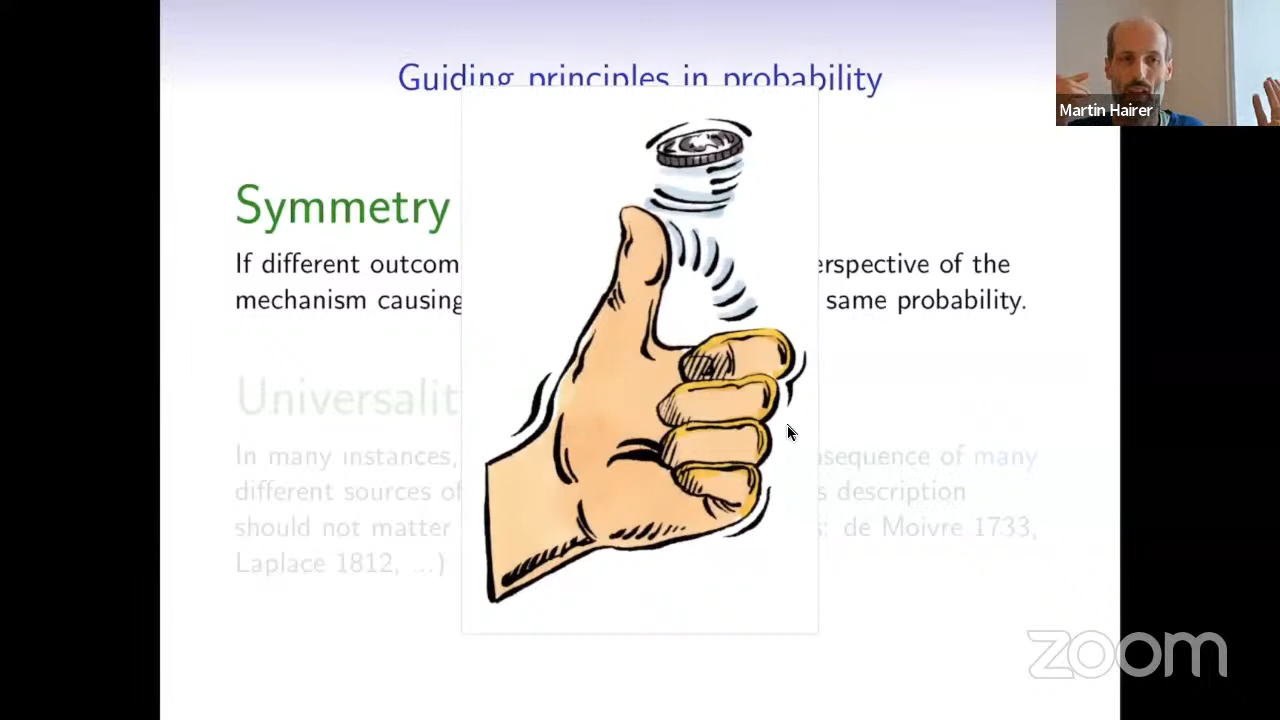 Guiding principles in probability
Martin Hairer
Symmetry
If different outcom erspective of the
mechanism causing same probability.
Universalit
In many instances, nsequence of many
different sources of s description
should not matter s: de Moivre 1733,
Laplace 1812, ...)
zoom